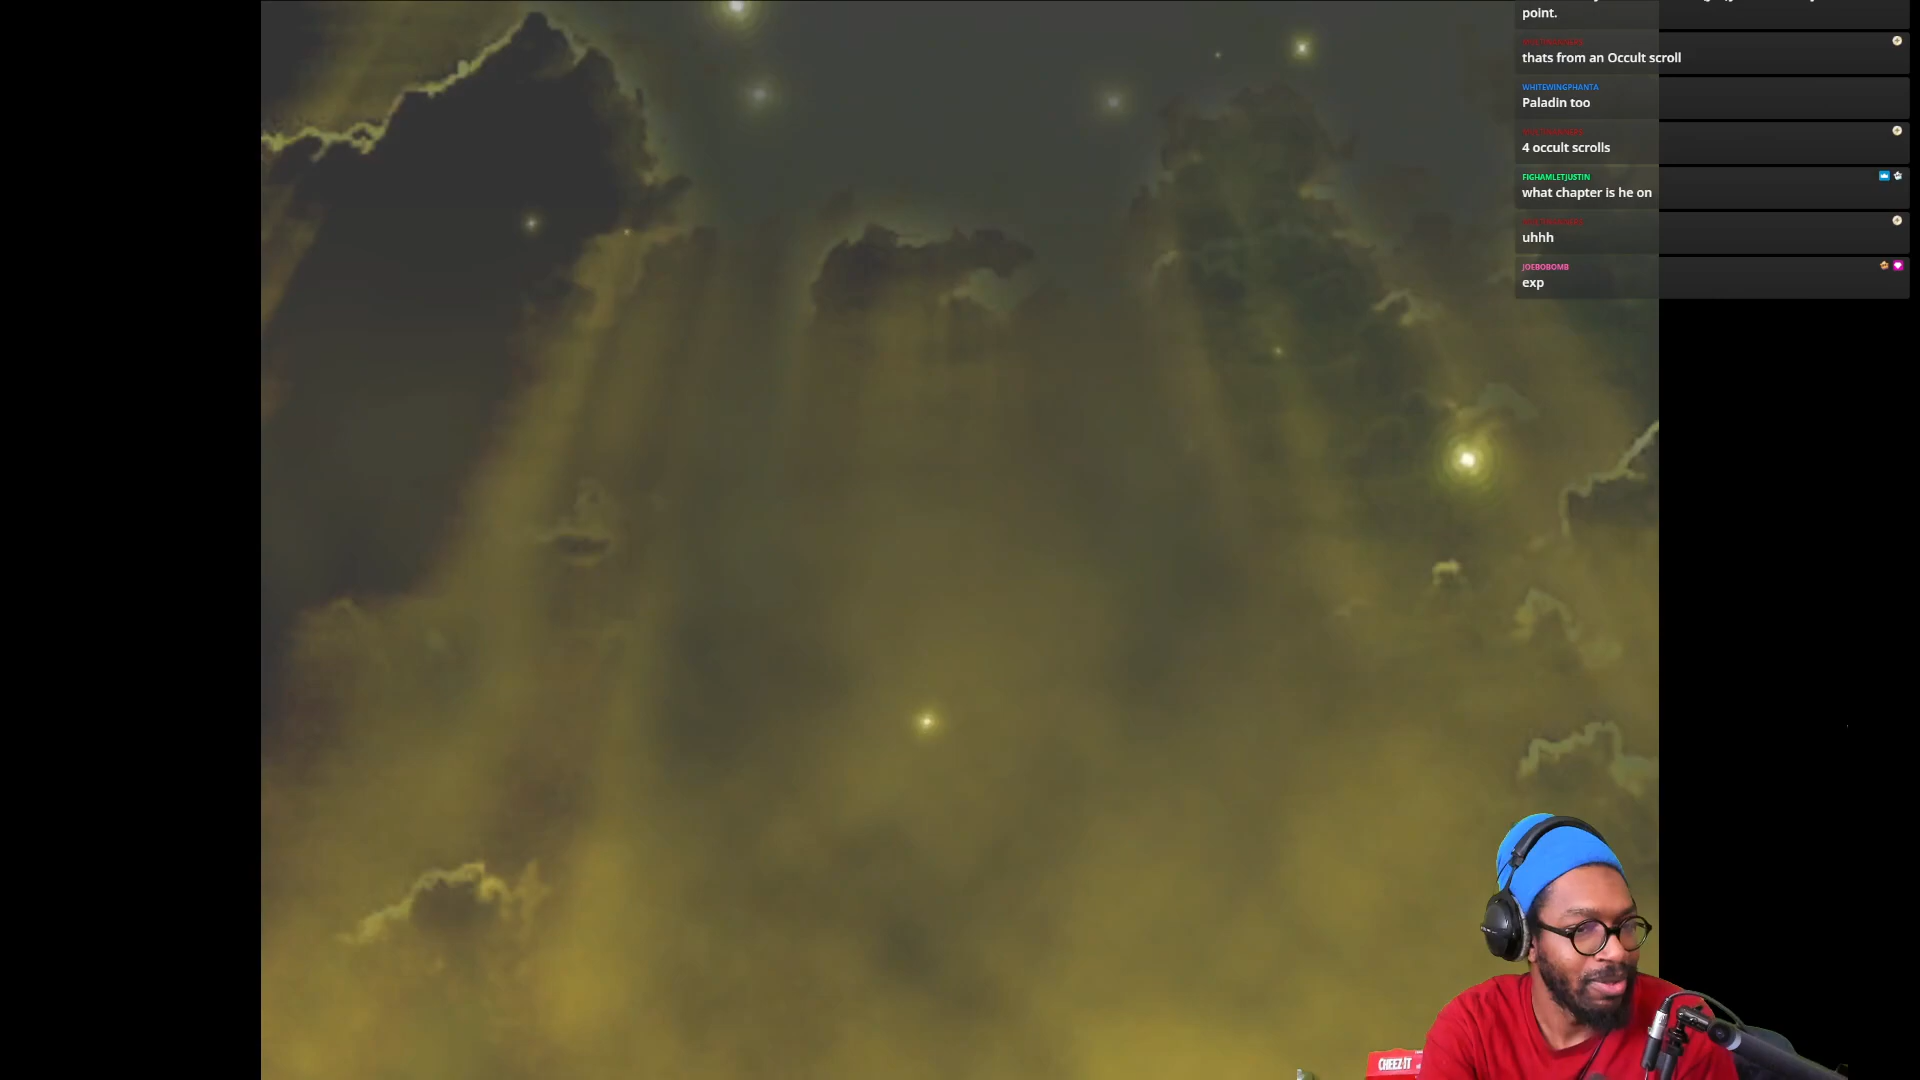 point.
thats from an Occult scroll
WHITEWINGPHANTA
Paladin too
4 occult scrolls
FIGHAMLETJUSTIN
what chapter is he on
uhhh
JOEBOBOMB
exp
CHEEZ-IT